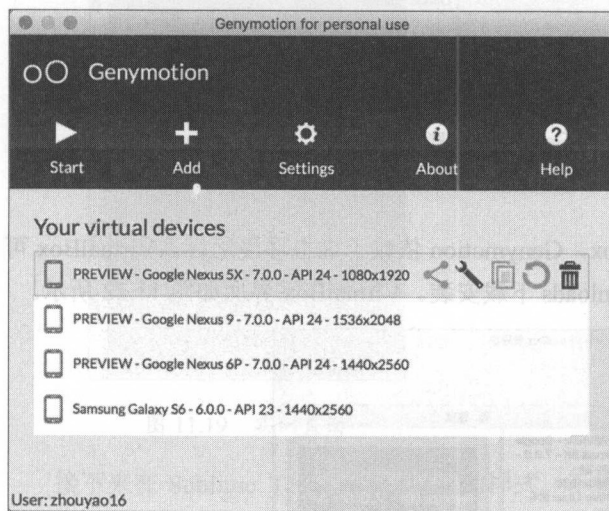 Genymotion for personal use
Genymotion
Start Add Settings About Help
Your virtual devices
PREVIEW - Google Nexus 5X - 7.0.0 - API 24 - 1080x1920
PREVIEW - Google Nexus 9 - 7.0.0 - API 24 - 1536x2048
PREVIEW - Google Nexus 6P - 7.0.0 - API 24 - 1440x2560
Samsung Galaxy S6 - 6.0.0 - API 23 - 1440x2560
User: zhouyao16